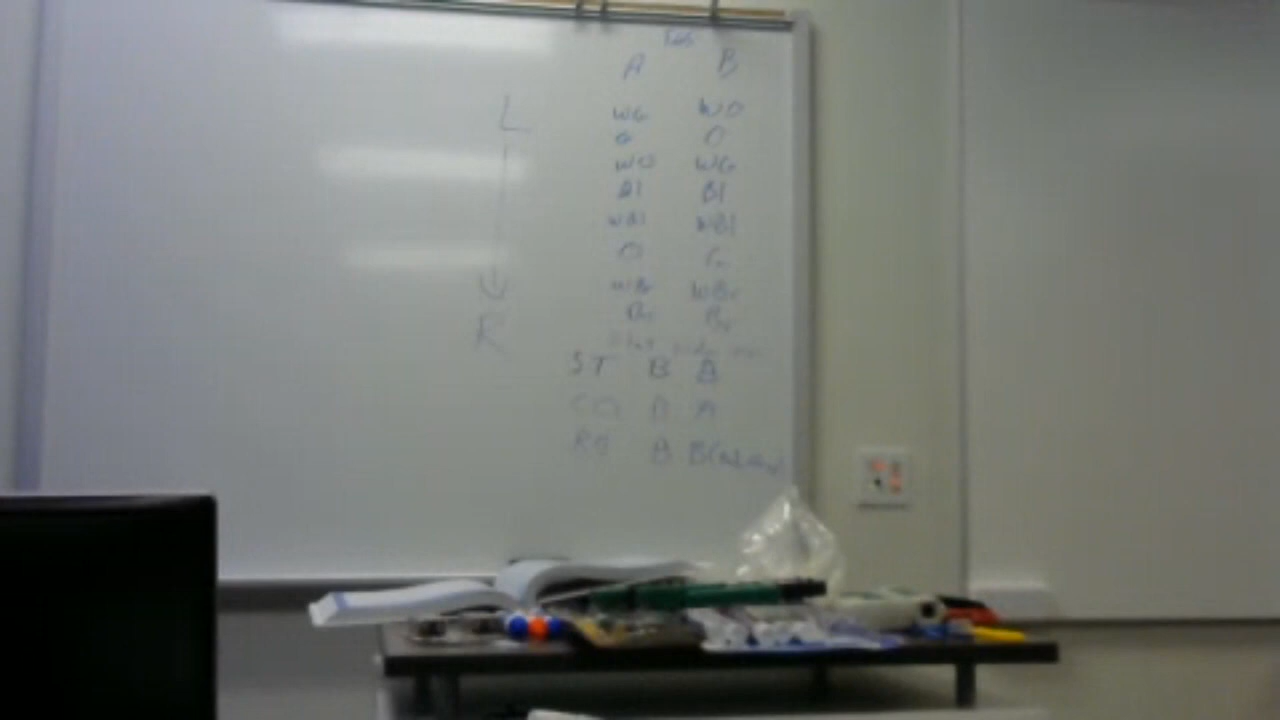 A B
L
WG WO
G O
WO WG
Bl Bl
WBl WBl
O G
WBr WBr
Br Br
R
ST B B
CO B A
RO B B